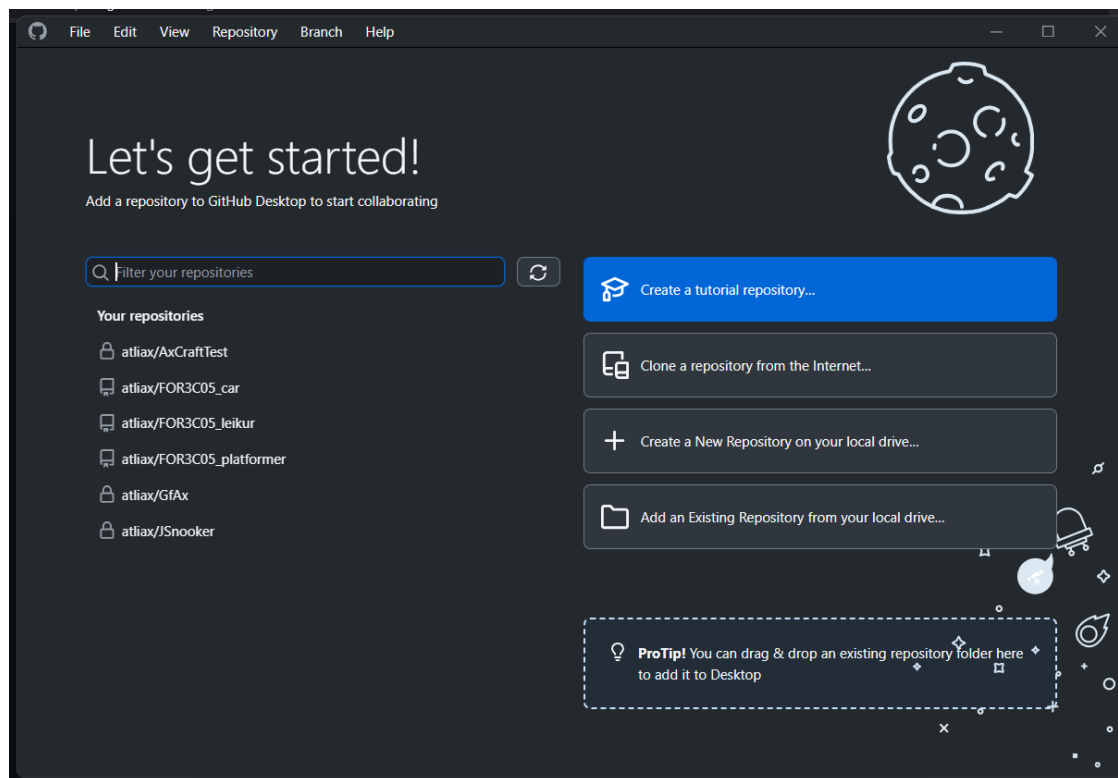 File Edit View Repository Branch Help
Let's get started!
Add a repository to GitHub Desktop to start collaborating
Filter your repositories
Your repositories
atliax/AxCraftTest
atliax/FOR3C05_car
atliax/FOR3C05_leikur
atliax/FOR3C05_platformer
atliax/GfAx
atliax/JSnooker
Create a tutorial repository...
Clone a repository from the Internet...
Create a New Repository on your local drive...
Add an Existing Repository from your local drive...
ProTip! You can drag & drop an existing repository folder here
to add it to Desktop